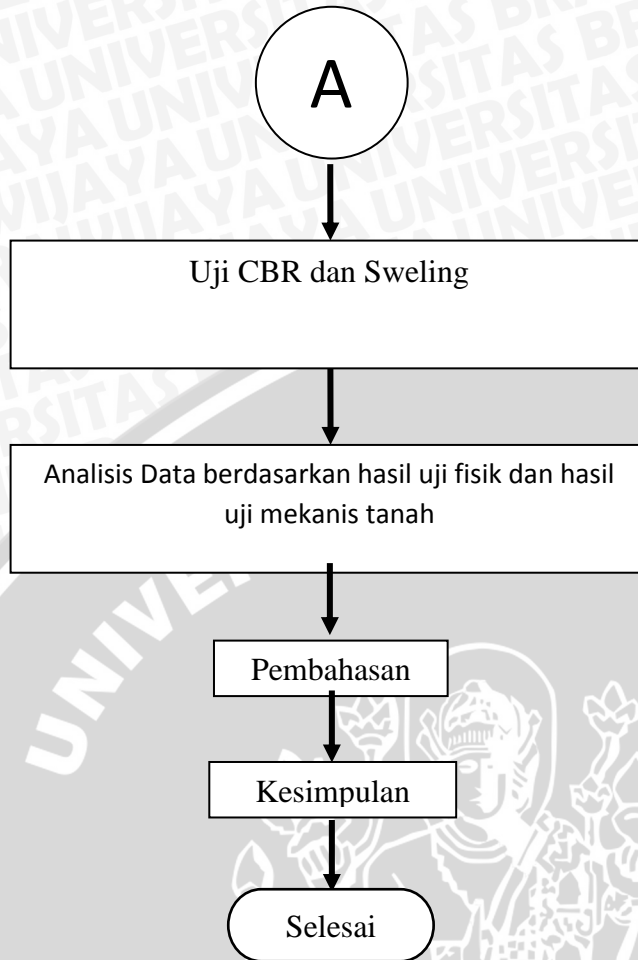 A
Uji CBR dan Sweling
Analisis Data berdasarkan hasil uji fisik dan hasil
uji mekanis tanah
Pembahasan
Kesimpulan
Selesai